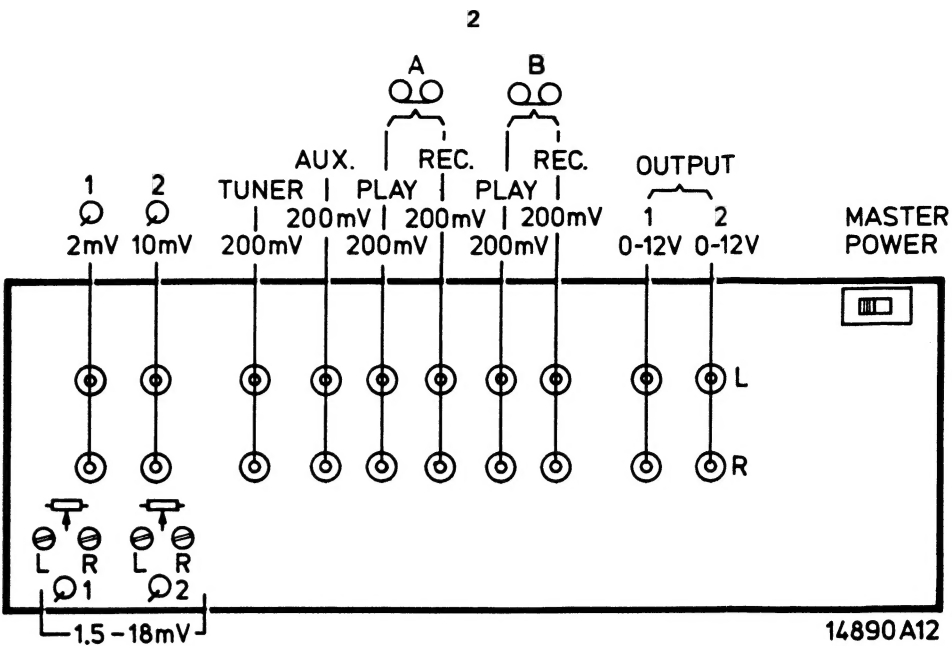 2
A B
AUX. REC. REC. OUTPUT
1 2 TUNER PLAY PLAY
200mV 200mV 200mV 1 2 MASTER
2mV 10mV 200mV 200mV 200mV 0-12V 0-12V POWER
L
R
L R L R
1 2
1.5-18mV
14890A12